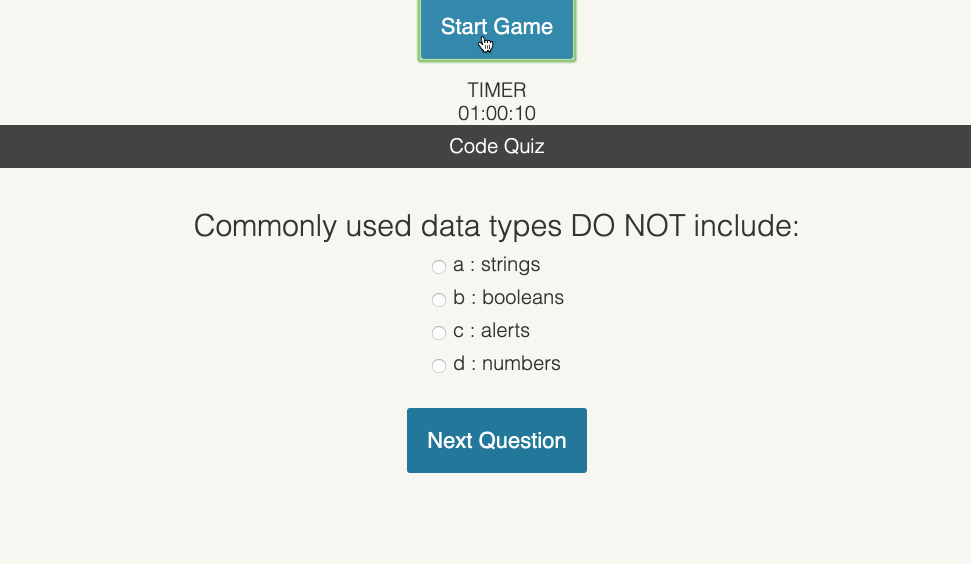 Start Game
TIMER
01:00:10
Code Quiz
Commonly used data types DO NOT include:
a : strings
b : booleans
c : alerts
d : numbers
Next Question